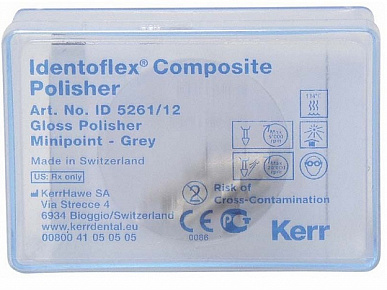 Identoflex® Composite
Polisher
Art. No. ID 5261/12
Gloss Polisher
Minipoint - Grey
Made in Switzerland
US: Rx only
KerrHawe SA
Via Strecce 4
6934 Bioggio/Switzerland
www.kerrdental.eu
00800 41 05 05 05
Risk of
Cross-Contamination
CE
0086
Kerr